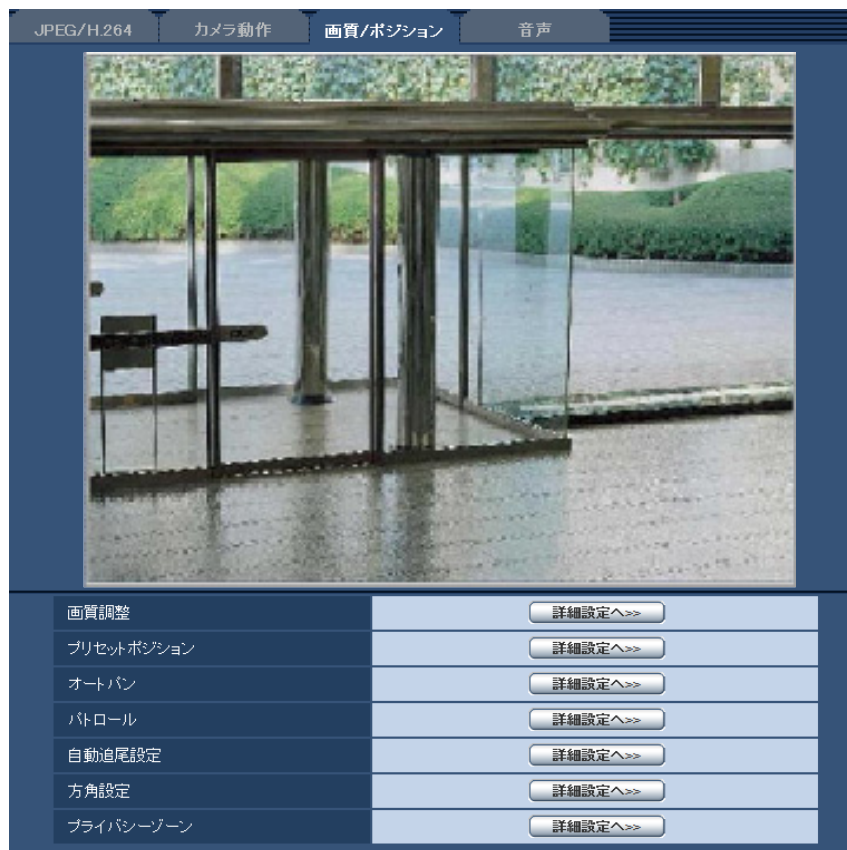 JPEG/H.264 カメラ動作 画質/ポジション 音声
画質調整 詳細設定へ>>
プリセットポジション 詳細設定へ>>
オートパン 詳細設定へ>>
パトロール 詳細設定へ>>
自動追尾設定 詳細設定へ>>
方角設定 詳細設定へ>>
プライバシーゾーン 詳細設定へ>>